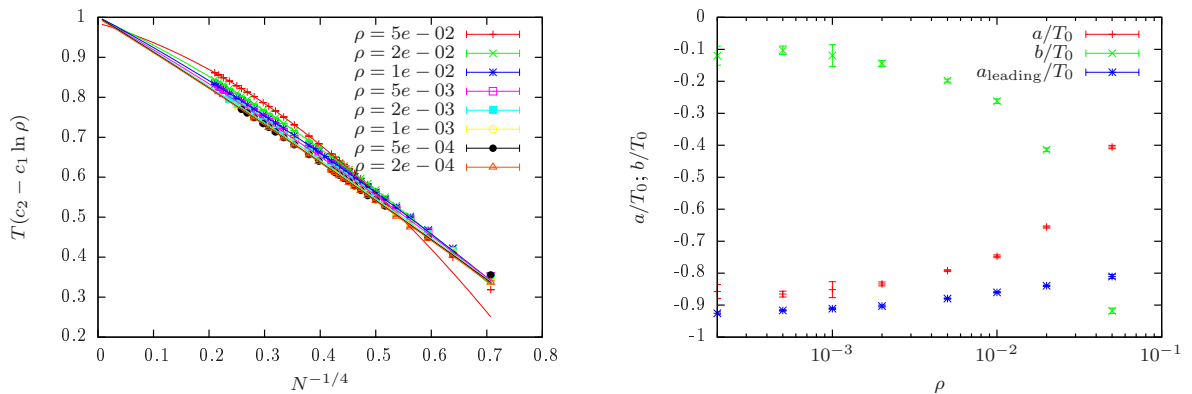 1
0.9
0.8
0.7
0.6
0.5
0.4
0.3
0.2
0
0.1
0.2
0.3
0.4
0.5
0.6
0.7
0.8
T(c₂ − c₁ ln ρ)
N^{−1/4}
ρ = 5e − 02
ρ = 2e − 02
ρ = 1e − 02
ρ = 5e − 03
ρ = 2e − 03
ρ = 1e − 03
ρ = 5e − 04
ρ = 2e − 04
0
-0.1
-0.2
-0.3
-0.4
-0.5
-0.6
-0.7
-0.8
-0.9
-1
10⁻³
10⁻²
10⁻¹
a/T₀; b/T₀
ρ
a/T₀
b/T₀
a_{leading}/T₀